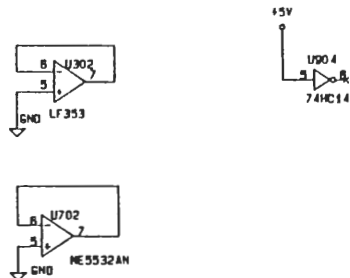 +5V
6 - U302 7
5 +
GND
LF353
U904
5 6
74HC14
6 - U702 7
5 +
GND
NE5532AN